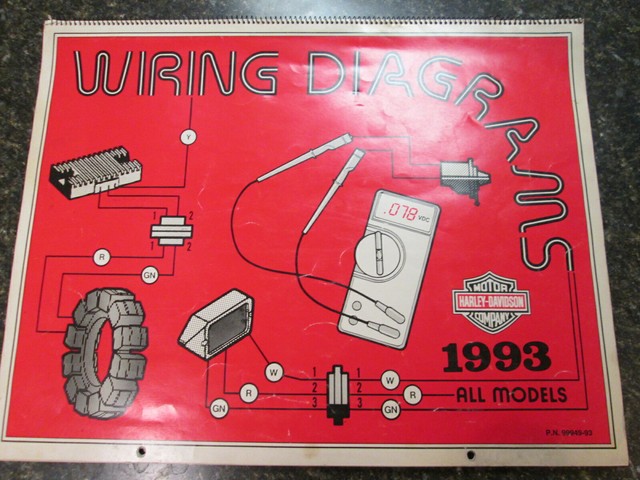 WIRING DIAGRAMS
Y
1 2
1 2
R
GN
.078 VDC
MOTOR
HARLEY-DAVIDSON
COMPANY
1993
ALL MODELS
W 1 1 W
R 2 2 R
GN 3 3 GN
P.N. 99949-93